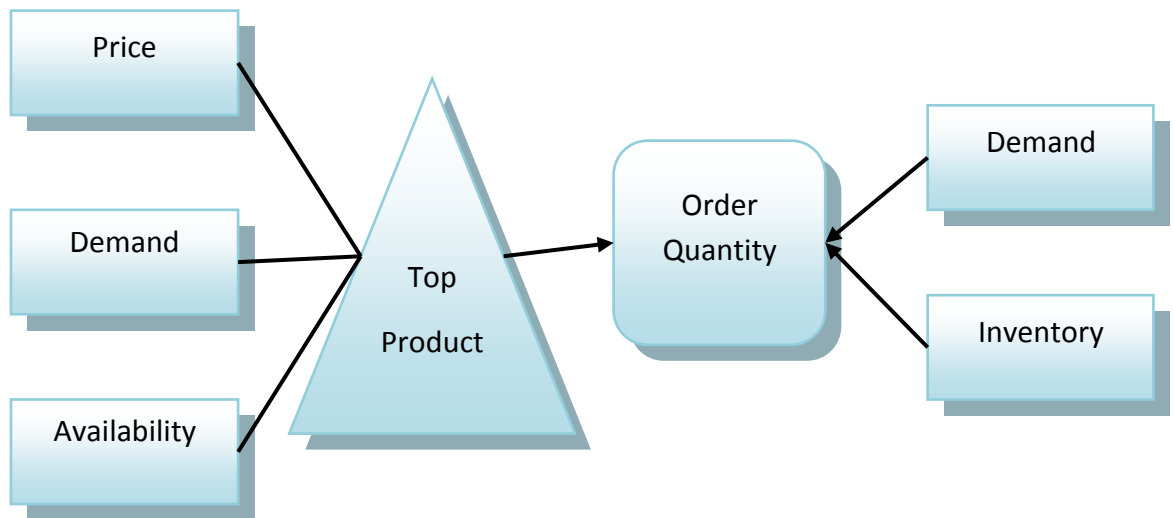 Price
Demand
Availability
Top
Product
Order
Quantity
Demand
Inventory